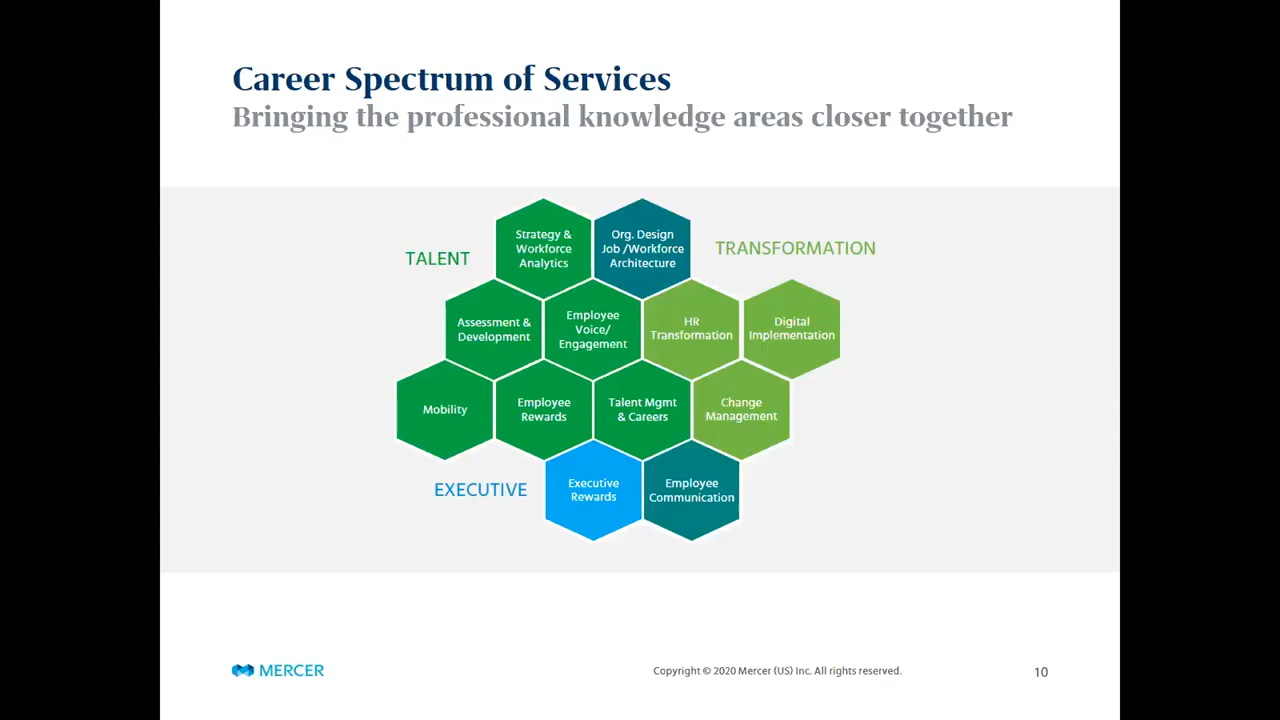 Career Spectrum of Services
Bringing the professional knowledge areas closer together
TALENT
Strategy &
Workforce
Analytics
Org. Design
Job /Workforce
Architecture
TRANSFORMATION
Assessment &
Development
Employee
Voice/
Engagement
HR
Transformation
Digital
Implementation
Mobility
Employee
Rewards
Talent Mgmt
& Careers
Change
Management
EXECUTIVE
Executive
Rewards
Employee
Communication
MERCER
Copyright © 2020 Mercer (US) Inc. All rights reserved.
10